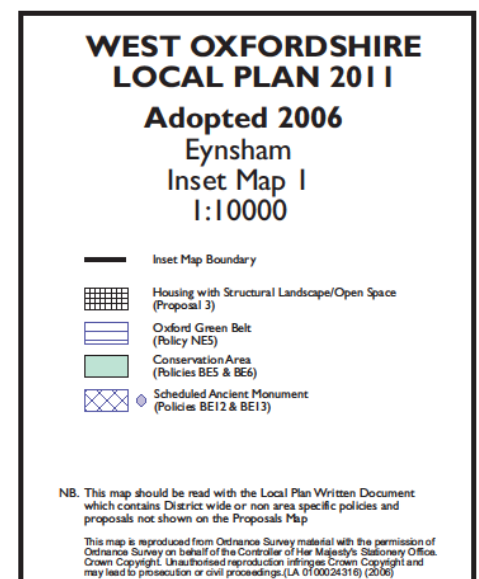 WEST OXFORDSHIRE
LOCAL PLAN 2011
Adopted 2006
Eynsham
Inset Map 1
1:10000
Inset Map Boundary
Housing with Structural Landscape/Open Space
(Proposal 3)
Oxford Green Belt
(Policy NE5)
Conservation Area
(Policies BE5 & BE6)
Scheduled Ancient Monument
(Policies BE12 & BE13)
NB. This map should be read with the Local Plan Written Document
which contains District wide or non area specific policies and
proposals not shown on the Proposals Map
This map is reproduced from Ordnance Survey material with the permission of
Ordnance Survey on behalf of the Controller of Her Majesty's Stationery Office.
Crown Copyright. Unauthorised reproduction infringes Crown Copyright and
may lead to prosecution or civil proceedings.(LA 0100024316) (2006)